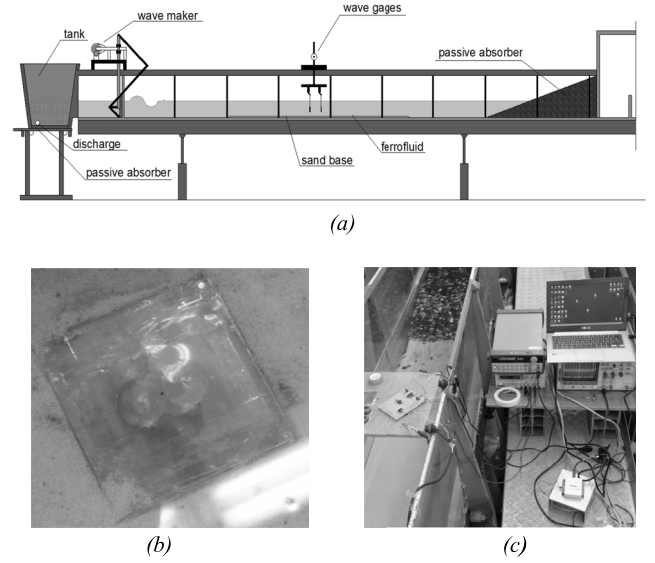 wave maker
wave gages
tank
passive absorber
discharge
ferrofluid
passive absorber
sand base
(a)
(b)
(c)